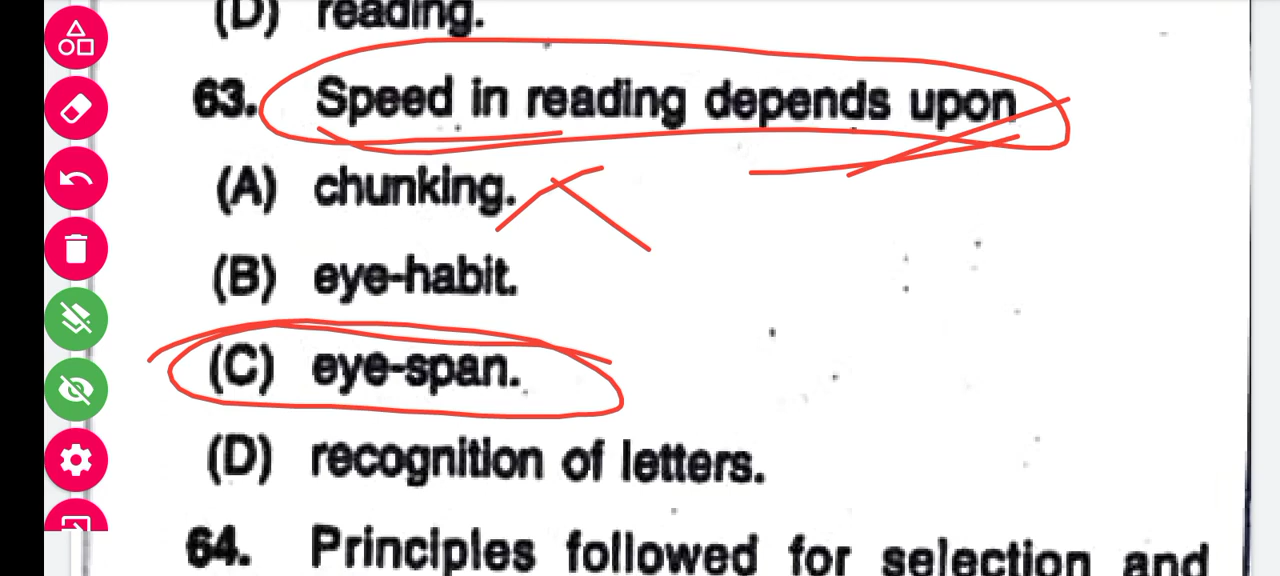 (D) reading.
63. Speed in reading depends upon
(A) chunking.
(B) eye-habit.
(C) eye-span.
(D) recognition of letters.
64. Principles followed for selection and